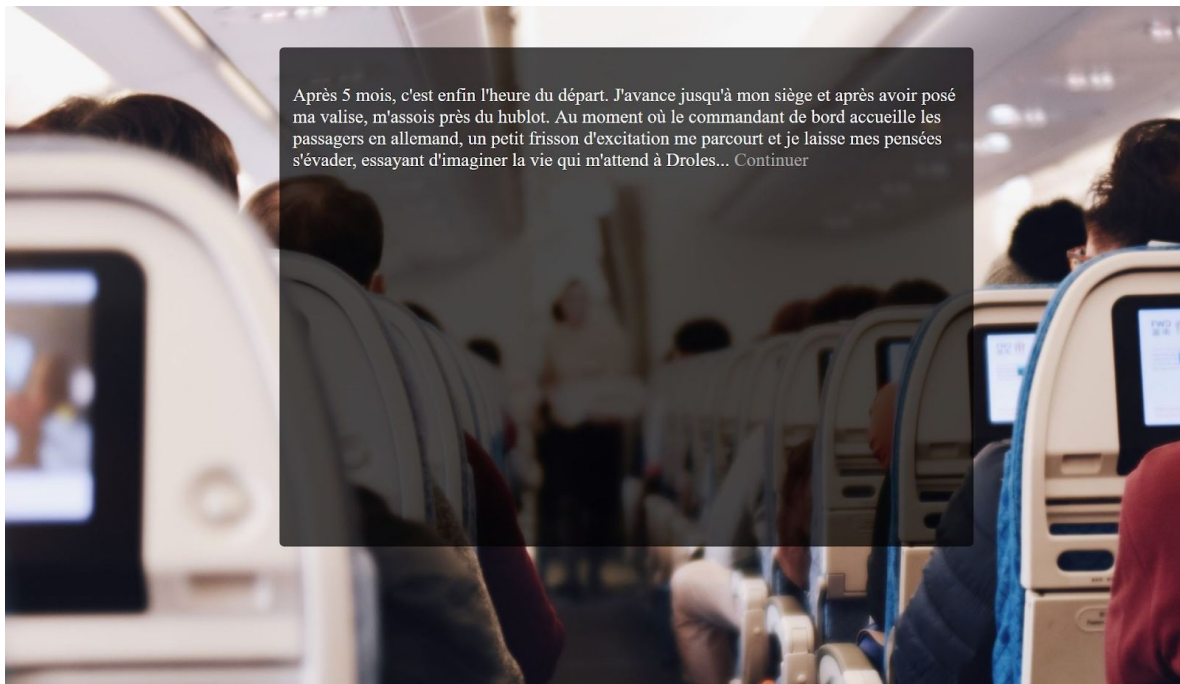 Après 5 mois, c'est enfin l'heure du départ. J'avance jusqu'à mon siège et après avoir posé
ma valise, m'assois près du hublot. Au moment où le commandant de bord accueille les
passagers en allemand, un petit frisson d'excitation me parcourt et je laisse mes pensées
s'évader, essayant d'imaginer la vie qui m'attend à Droles... Continuer